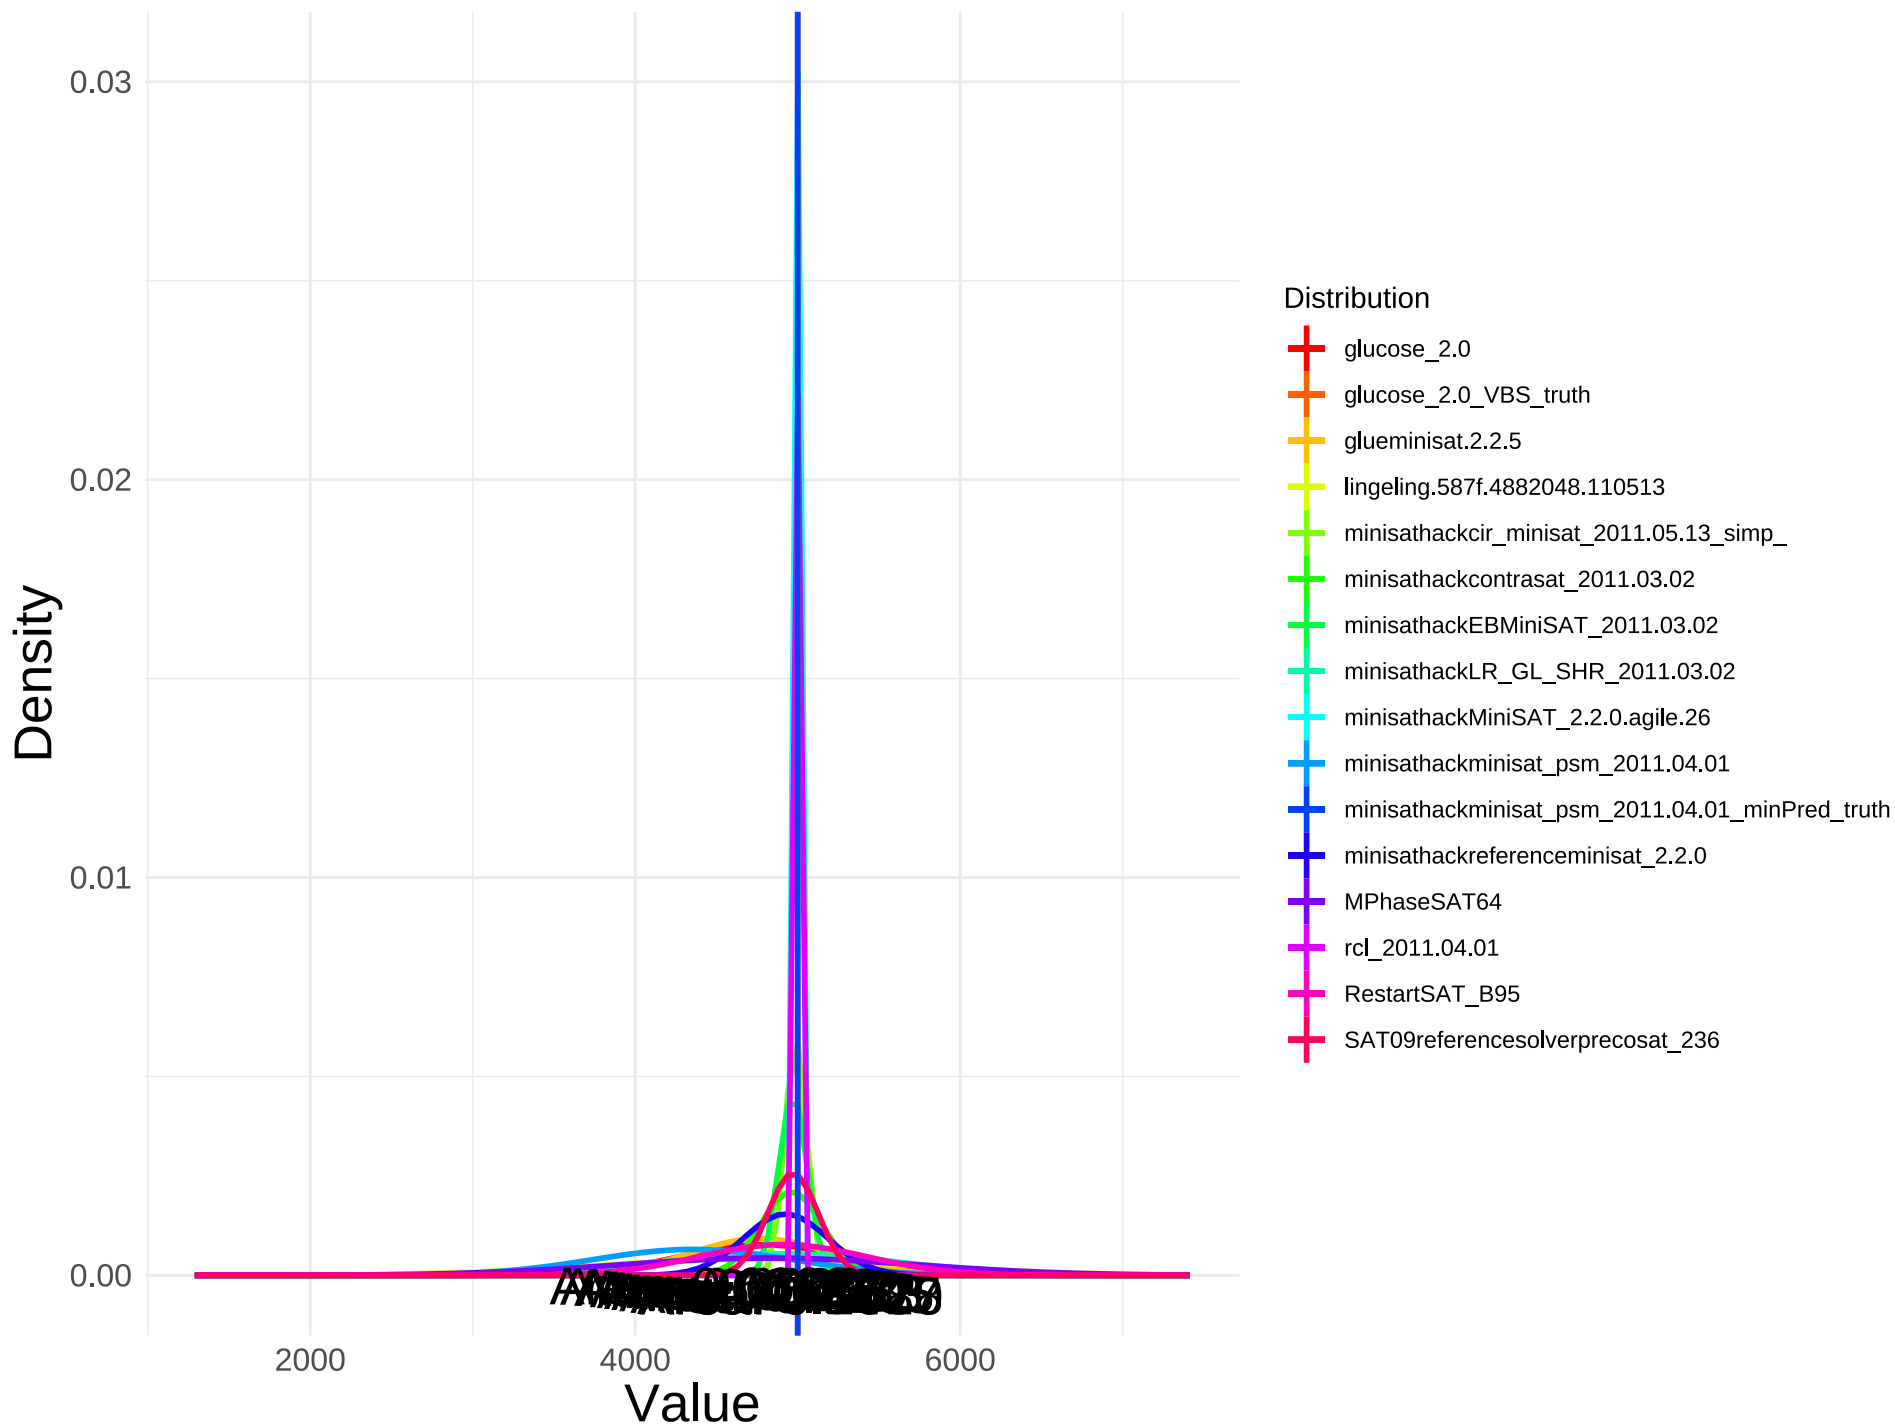 0.03
0.02
0.01
0.00
Density
2000
4000
6000
Value
Distribution
glucose_2.0
glucose_2.0_VBS_truth
glueminisat.2.2.5
lingeling.587f.4882048.110513
minisathackcir_minisat_2011.05.13_simp_
minisathackcontrasat_2011.03.02
minisathackEBMiniSAT_2011.03.02
minisathackLR_GL_SHR_2011.03.02
minisathackMiniSAT_2.2.0.agile.26
minisathackminisat_psm_2011.04.01
minisathackminisat_psm_2011.04.01_minPred_truth
minisathackreferenceminisat_2.2.0
MPhaseSAT64
rcl_2011.04.01
RestartSAT_B95
SAT09referencesolverprecosat_236